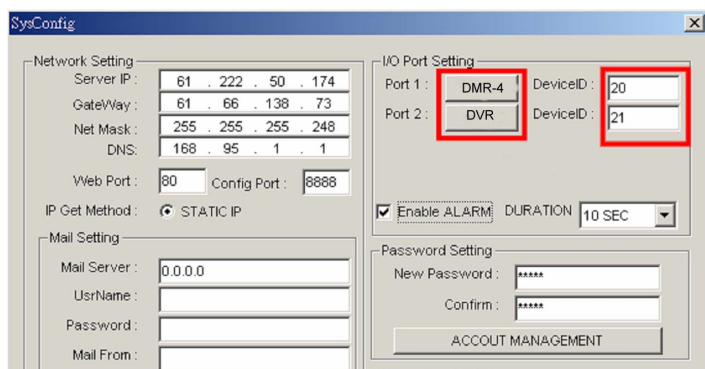 SysConfig
Network Setting
Server IP : 61 . 222 . 50 . 174
GateWay : 61 . 66 . 138 . 73
Net Mask : 255 . 255 . 255 . 248
DNS: 168 . 95 . 1 . 1
Web Port : 80 Config Port : 8888
IP Get Method : STATIC IP
Mail Setting
Mail Server : 0.0.0.0
UsrName :
Password :
Mail From :
I/O Port Setting
Port 1 : DMR-4 DeviceID : 20
Port 2 : DVR DeviceID : 21
Enable ALARM DURATION 10 SEC
Password Setting
New Password : *****
Confirm : *****
ACCOUT MANAGEMENT